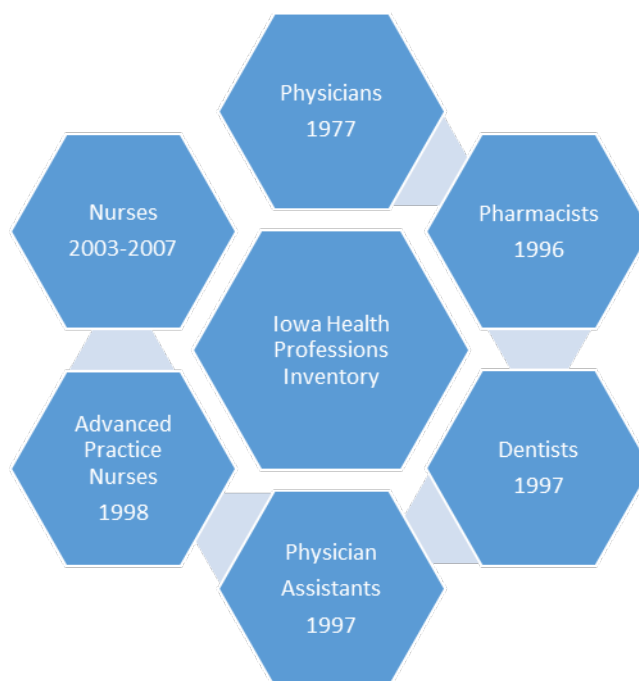 Physicians
1977
Pharmacists
1996
Dentists
1997
Physician
Assistants
1997
Advanced
Practice
Nurses
1998
Nurses
2003-2007
Iowa Health
Professions
Inventory